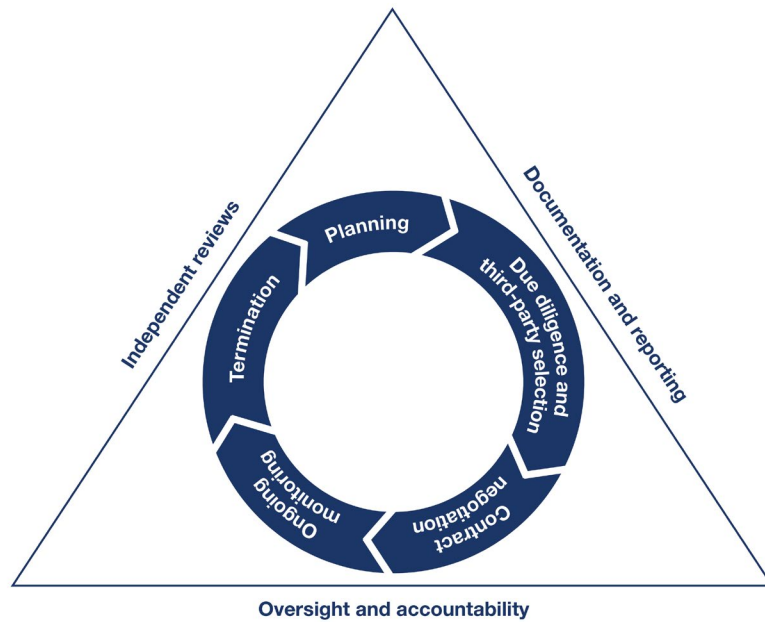 Independent reviews
Documentation and reporting
Planning
Due diligence and
third-party selection
Contract
negotiation
Ongoing
monitoring
Termination
Oversight and accountability